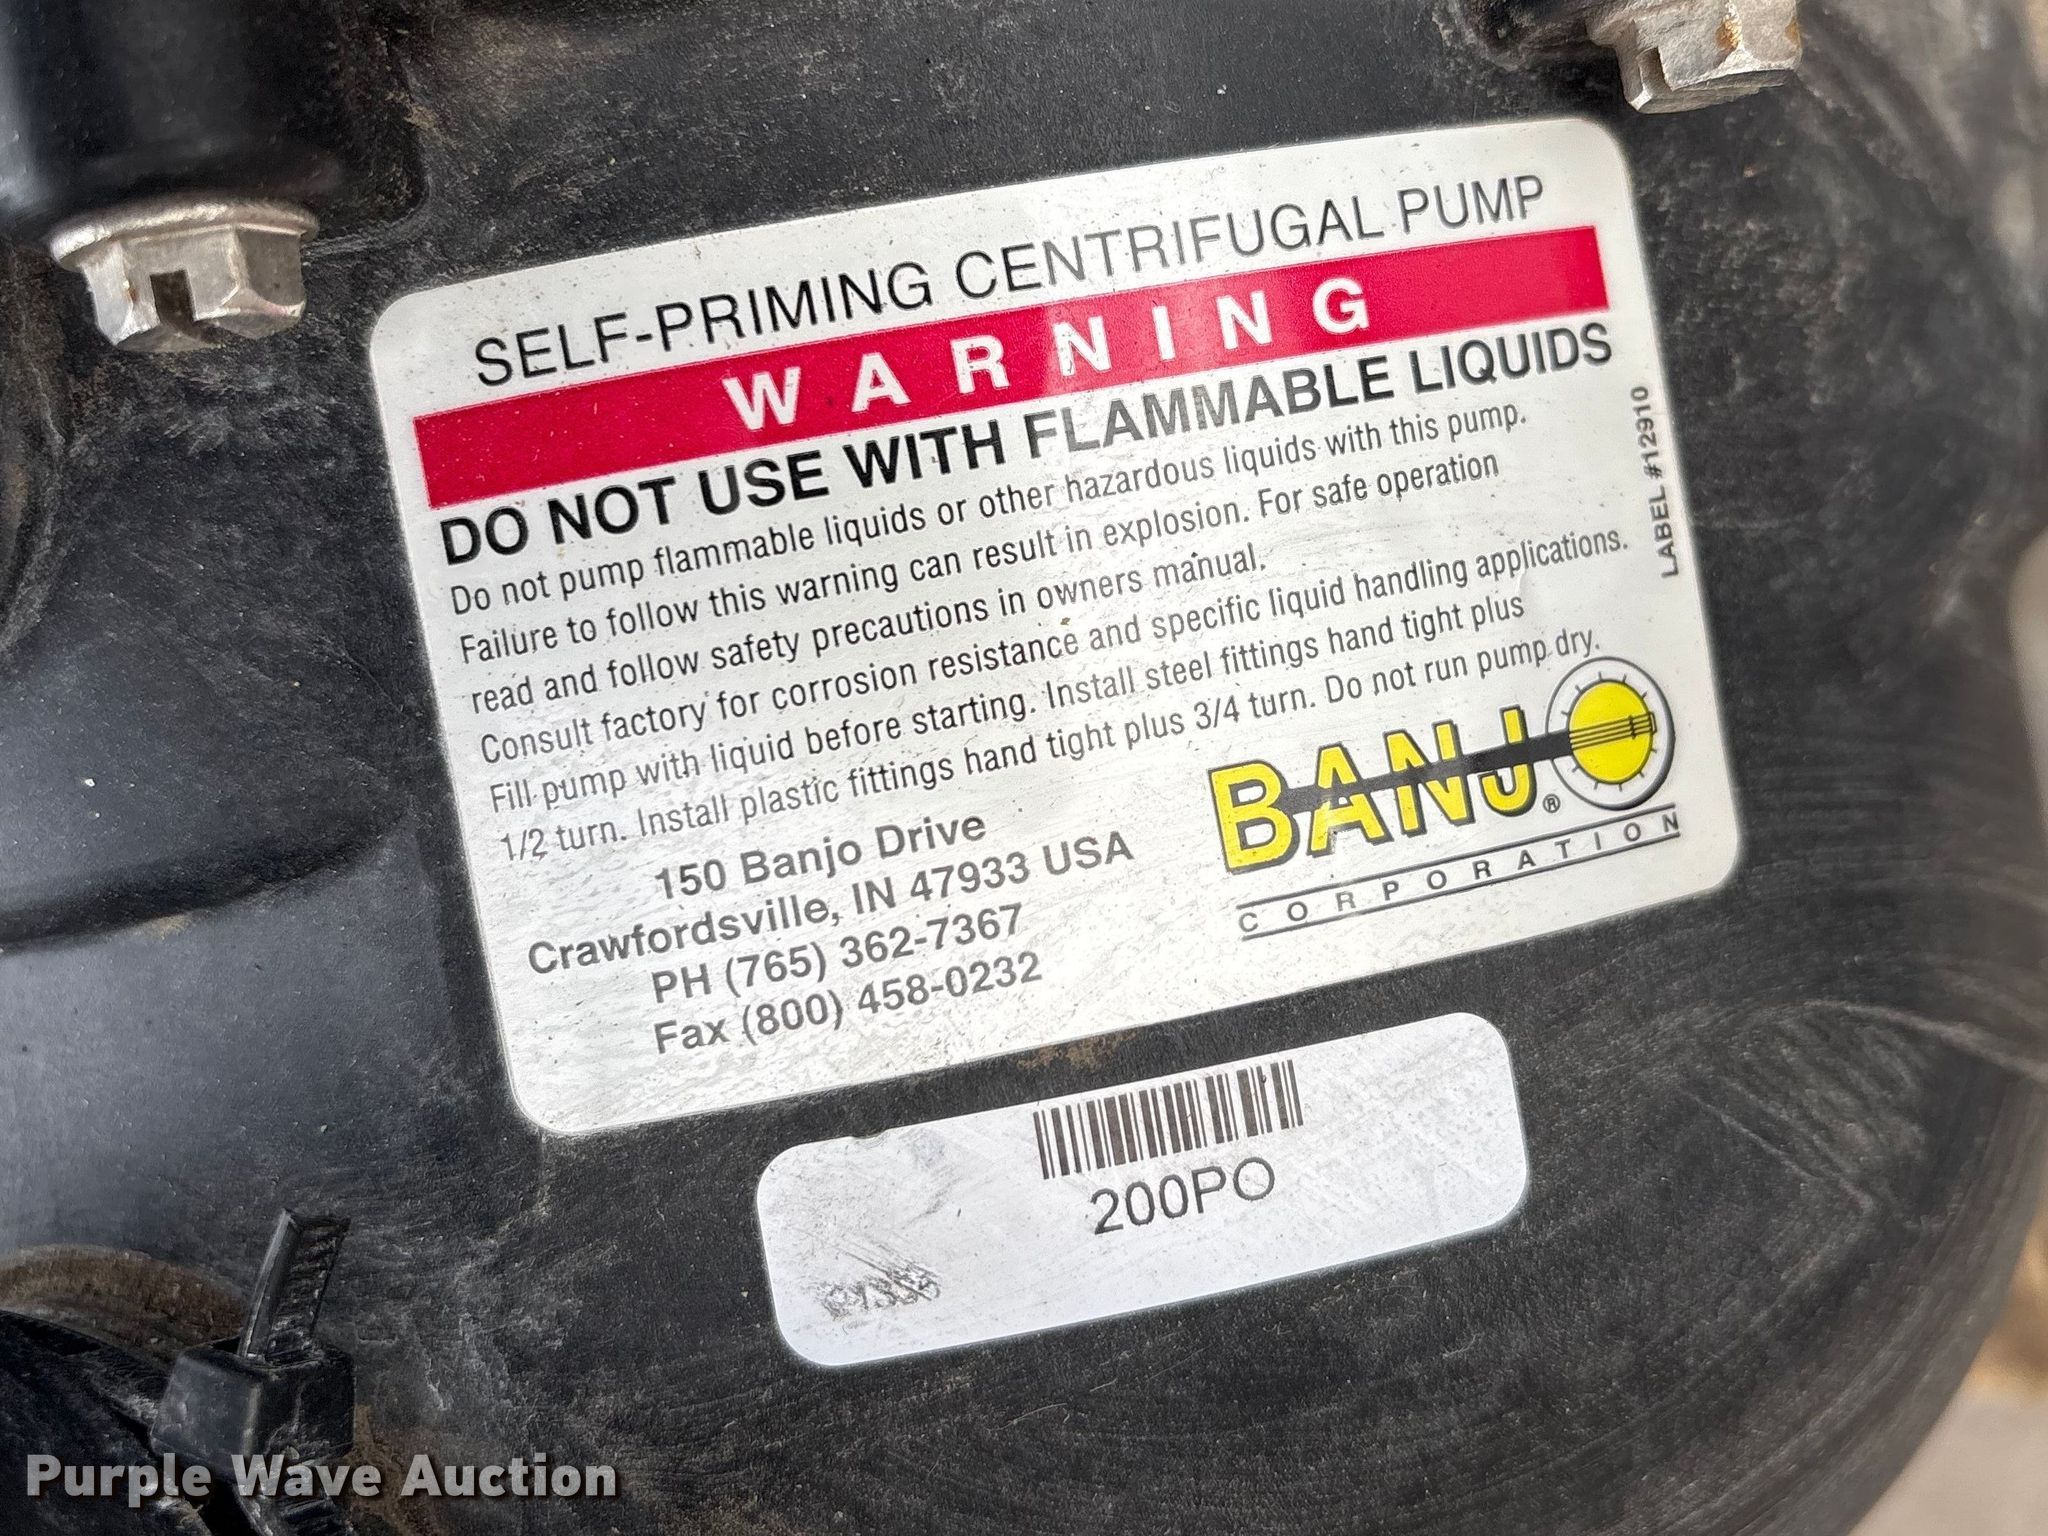 SELF-PRIMING CENTRIFUGAL PUMP
WARNING
DO NOT USE WITH FLAMMABLE LIQUIDS
Do not pump flammable liquids or other hazardous liquids with this pump.
Failure to follow this warning can result in explosion. For safe operation
read and follow safety precautions in owners manual.
Consult factory for corrosion resistance and specific liquid handling applications.
Fill pump with liquid before starting. Install steel fittings hand tight plus
1/2 turn. Install plastic fittings hand tight plus 3/4 turn. Do not run pump dry.
LABEL #12910
150 Banjo Drive
Crawfordsville, IN 47933 USA
PH (765) 362-7367
Fax (800) 458-0232
BANJO®
CORPORATION
200PO
Purple Wave Auction